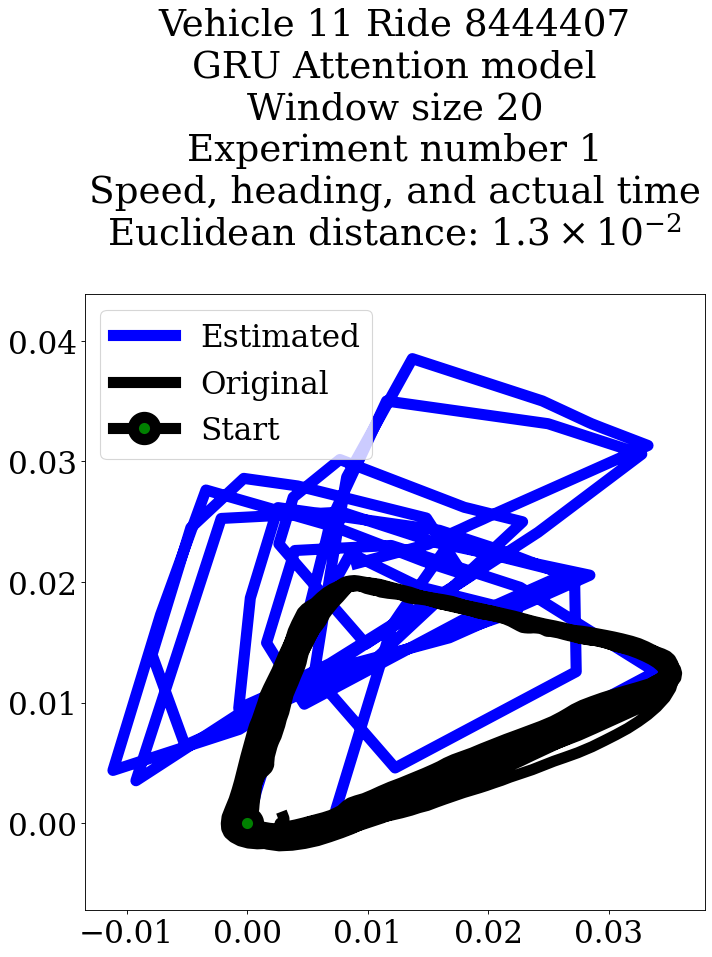 Vehicle 11 Ride 8444407
GRU Attention model
Window size 20
Experiment number 1
Speed, heading, and actual time
Euclidean distance: 1.3 × 10⁻²
Estimated
Original
Start
0.04
0.03
0.02
0.01
0.00
−0.01 0.00 0.01 0.02 0.03